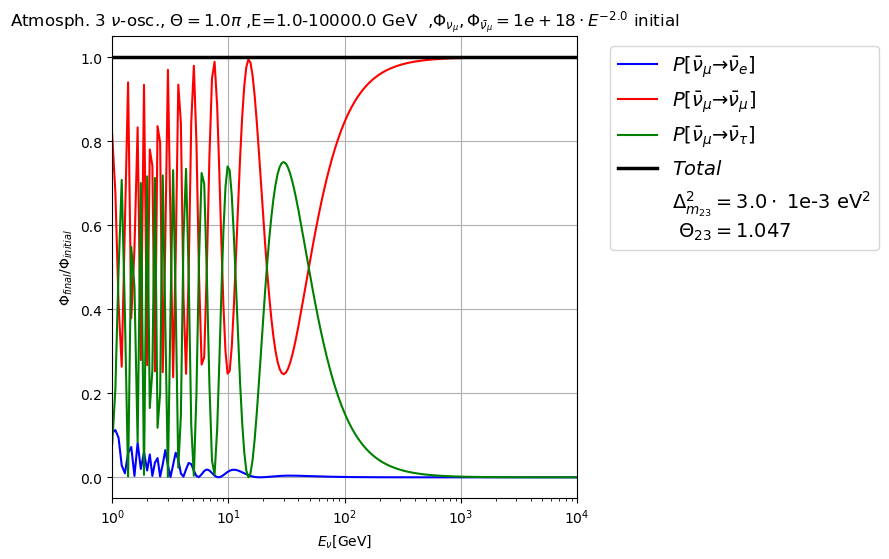 Atmosph. 3 ν-osc., Θ = 1.0π ,E=1.0-10000.0 GeV ,Φ_{ν_μ}, Φ_{ν̄_μ} = 1e + 18 · E^{−2.0} initial
1.0
0.8
0.6
0.4
0.2
0.0
Φ_{final}/Φ_{initial}
10^0
10^1
10^2
10^3
10^4
E_ν[GeV]
P[ν̄_μ→ν̄_e]
P[ν̄_μ→ν̄_μ]
P[ν̄_μ→ν̄_τ]
Total
Δ^2_{m_{23}} = 3.0 · 1e-3 eV^2
Θ_{23} = 1.047